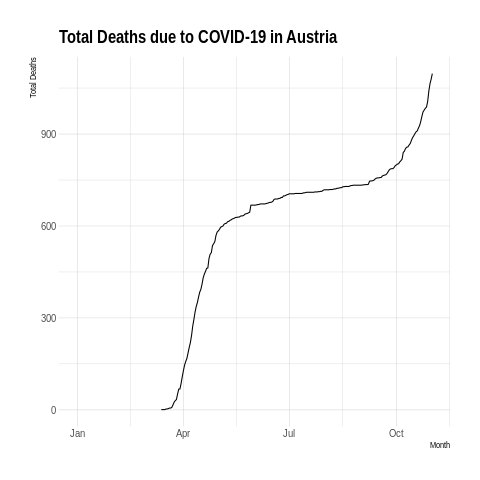 Total Deaths due to COVID-19 in Austria
Total Deaths
900
600
300
0
Jan Apr Jul Oct
Month